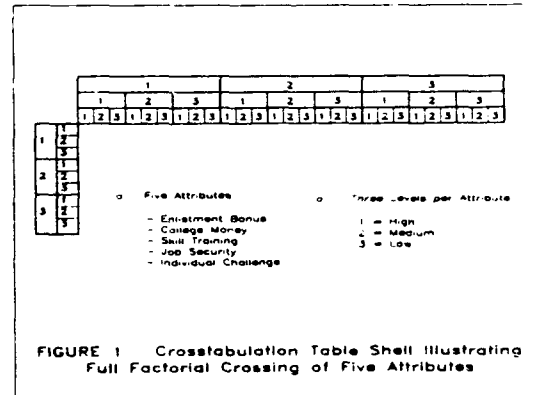 1 2 3
1 2 3 1 2 3 1 2 3
1 2 3 1 2 3 1 2 3 1 2 3 1 2 3 1 2 3 1 2 3 1 2 3 1 2 3
1 1
2
3
2 1
2
3
3 1
2
3
o Five Attributes
- Enlistment Bonus
- College Money
- Skill Training
- Job Security
- Individual Challenge
o Three Levels per Attribute
1 = High
2 = Medium
3 = Low
FIGURE 1 Crosstabulation Table Shell Illustrating
Full Factorial Crossing of Five Attributes